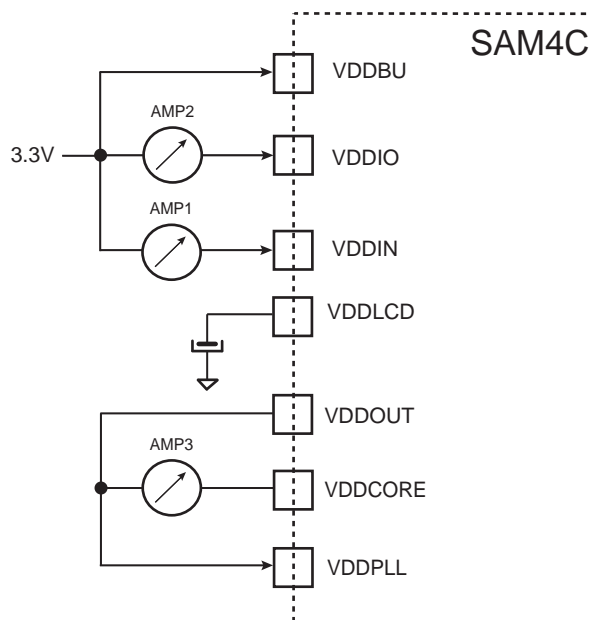 SAM4C
VDDBU
AMP2
3.3V
VDDIO
AMP1
VDDIN
VDDLCD
VDDOUT
AMP3
VDDCORE
VDDPLL